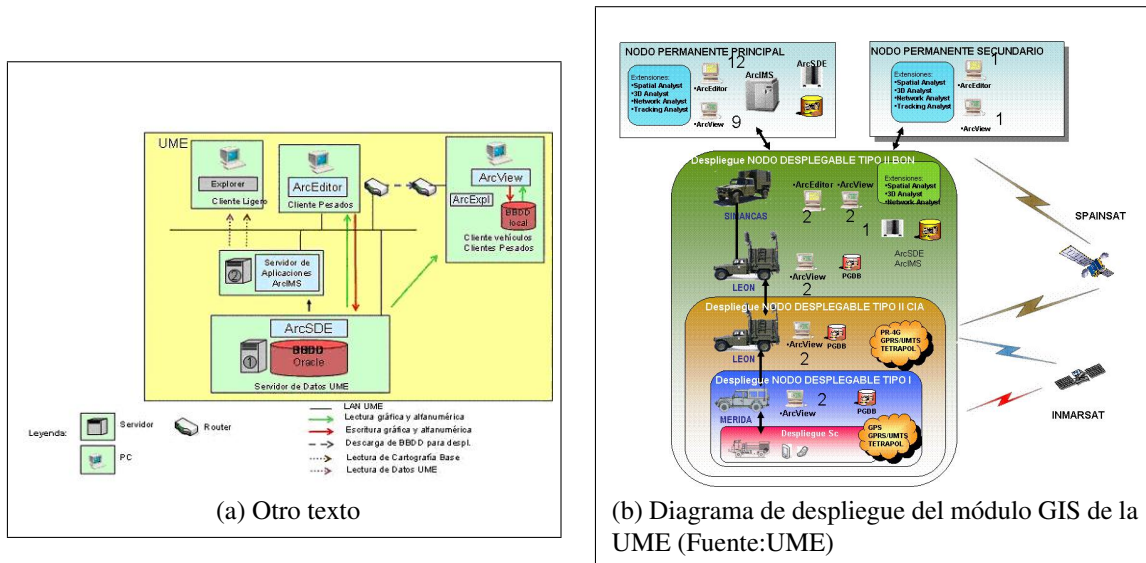 UME
Explorer
Cliente Ligero
ArcEditor
Cliente Pesados
ArcView
ArcExpl
BBDD
local
Cliente vehículos
Clientes Pesados
2
Servidor de
Aplicaciones
ArcIMS
ArcSDE
1
BBDD
Oracle
Servidor de Datos UME
Leyenda:
Servidor
Router
PC
LAN UME
Lectura gráfica y alfanumérica
Escritura gráfica y alfanumérica
Descarga de BBDD para despl.
Lectura de Cartografía Base
Lectura de Datos UME
(a) Otro texto
NODO PERMANENTE PRINCIPAL
Extensiones:
•Spatial Analyst
•3D Analyst
•Network Analyst
•Tracking Analyst
12
•ArcEditor
•ArcView
9
ArcIMS
ArcSDE
NODO PERMANENTE SECUNDARIO
Extensiones:
•Spatial Analyst
•3D Analyst
•Network Analyst
•Tracking Analyst
1
•ArcEditor
1
•ArcView
Despliegue NODO DESPLEGABLE TIPO II BON
SIMANCAS
•ArcEditor •ArcView
2
2
Extensiones:
•Spatial Analyst
•3D Analyst
•Network Analyst
1
ArcSDE
ArcIMS
LEON
•ArcView
2
PGDB
Despliegue NODO DESPLEGABLE TIPO II CIA
LEON
•ArcView
2
PGDB
PR-4G
GPRS/UMTS
TETRAPOL
Despliegue NODO DESPLEGABLE TIPO I
MERIDA
2
•ArcView
PGDB
Despliegue Sc
GPS
GPRS/UMTS
TETRAPOL
SPAINSAT
INMARSAT
(b) Diagrama de despliegue del módulo GIS de la
UME (Fuente:UME)